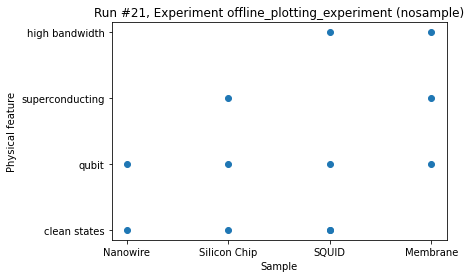 Run #21, Experiment offline_plotting_experiment (nosample)
high bandwidth
superconducting
qubit
clean states
Physical feature
Nanowire
Silicon Chip
SQUID
Membrane
Sample